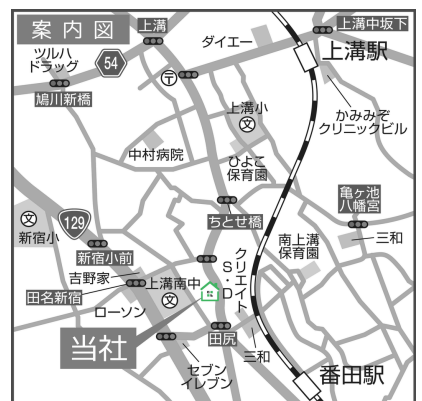 案内図
上溝
ダイエー
上溝中坂下
上溝駅
ツルハ
ドラッグ
54
〒
鳩川新橋
上溝小
文
かみみぞ
クリニックビル
中村病院
ひよこ
保育園
亀ヶ池
八幡宮
ちとせ橋
文
新宿小
129
新宿小前
クリエイト
S・D
南上溝
保育園
三和
吉野家
上溝南中
文
田名新宿
ローソン
当社
田尻
三和
セブン
イレブン
番田駅